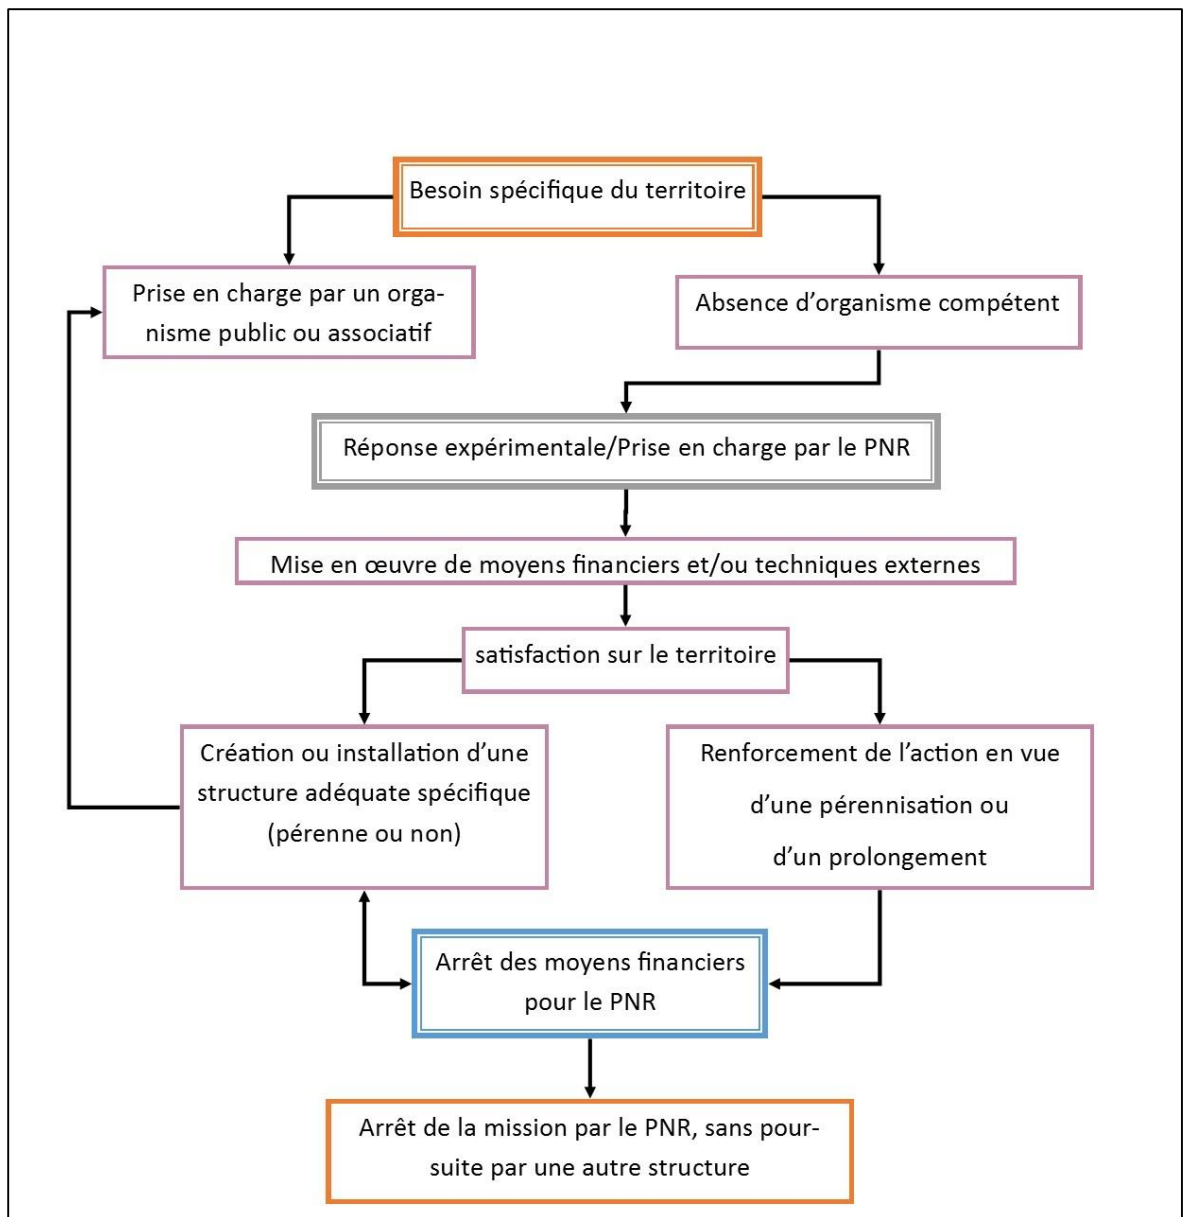 Besoin spécifique du territoire
Prise en charge par un orga-
nisme public ou associatif
Absence d’organisme compétent
Réponse expérimentale/Prise en charge par le PNR
Mise en œuvre de moyens financiers et/ou techniques externes
satisfaction sur le territoire
Création ou installation d’une
structure adéquate spécifique
(pérenne ou non)
Renforcement de l’action en vue
d’une pérennisation ou
d’un prolongement
Arrêt des moyens financiers
pour le PNR
Arrêt de la mission par le PNR, sans pour-
suite par une autre structure